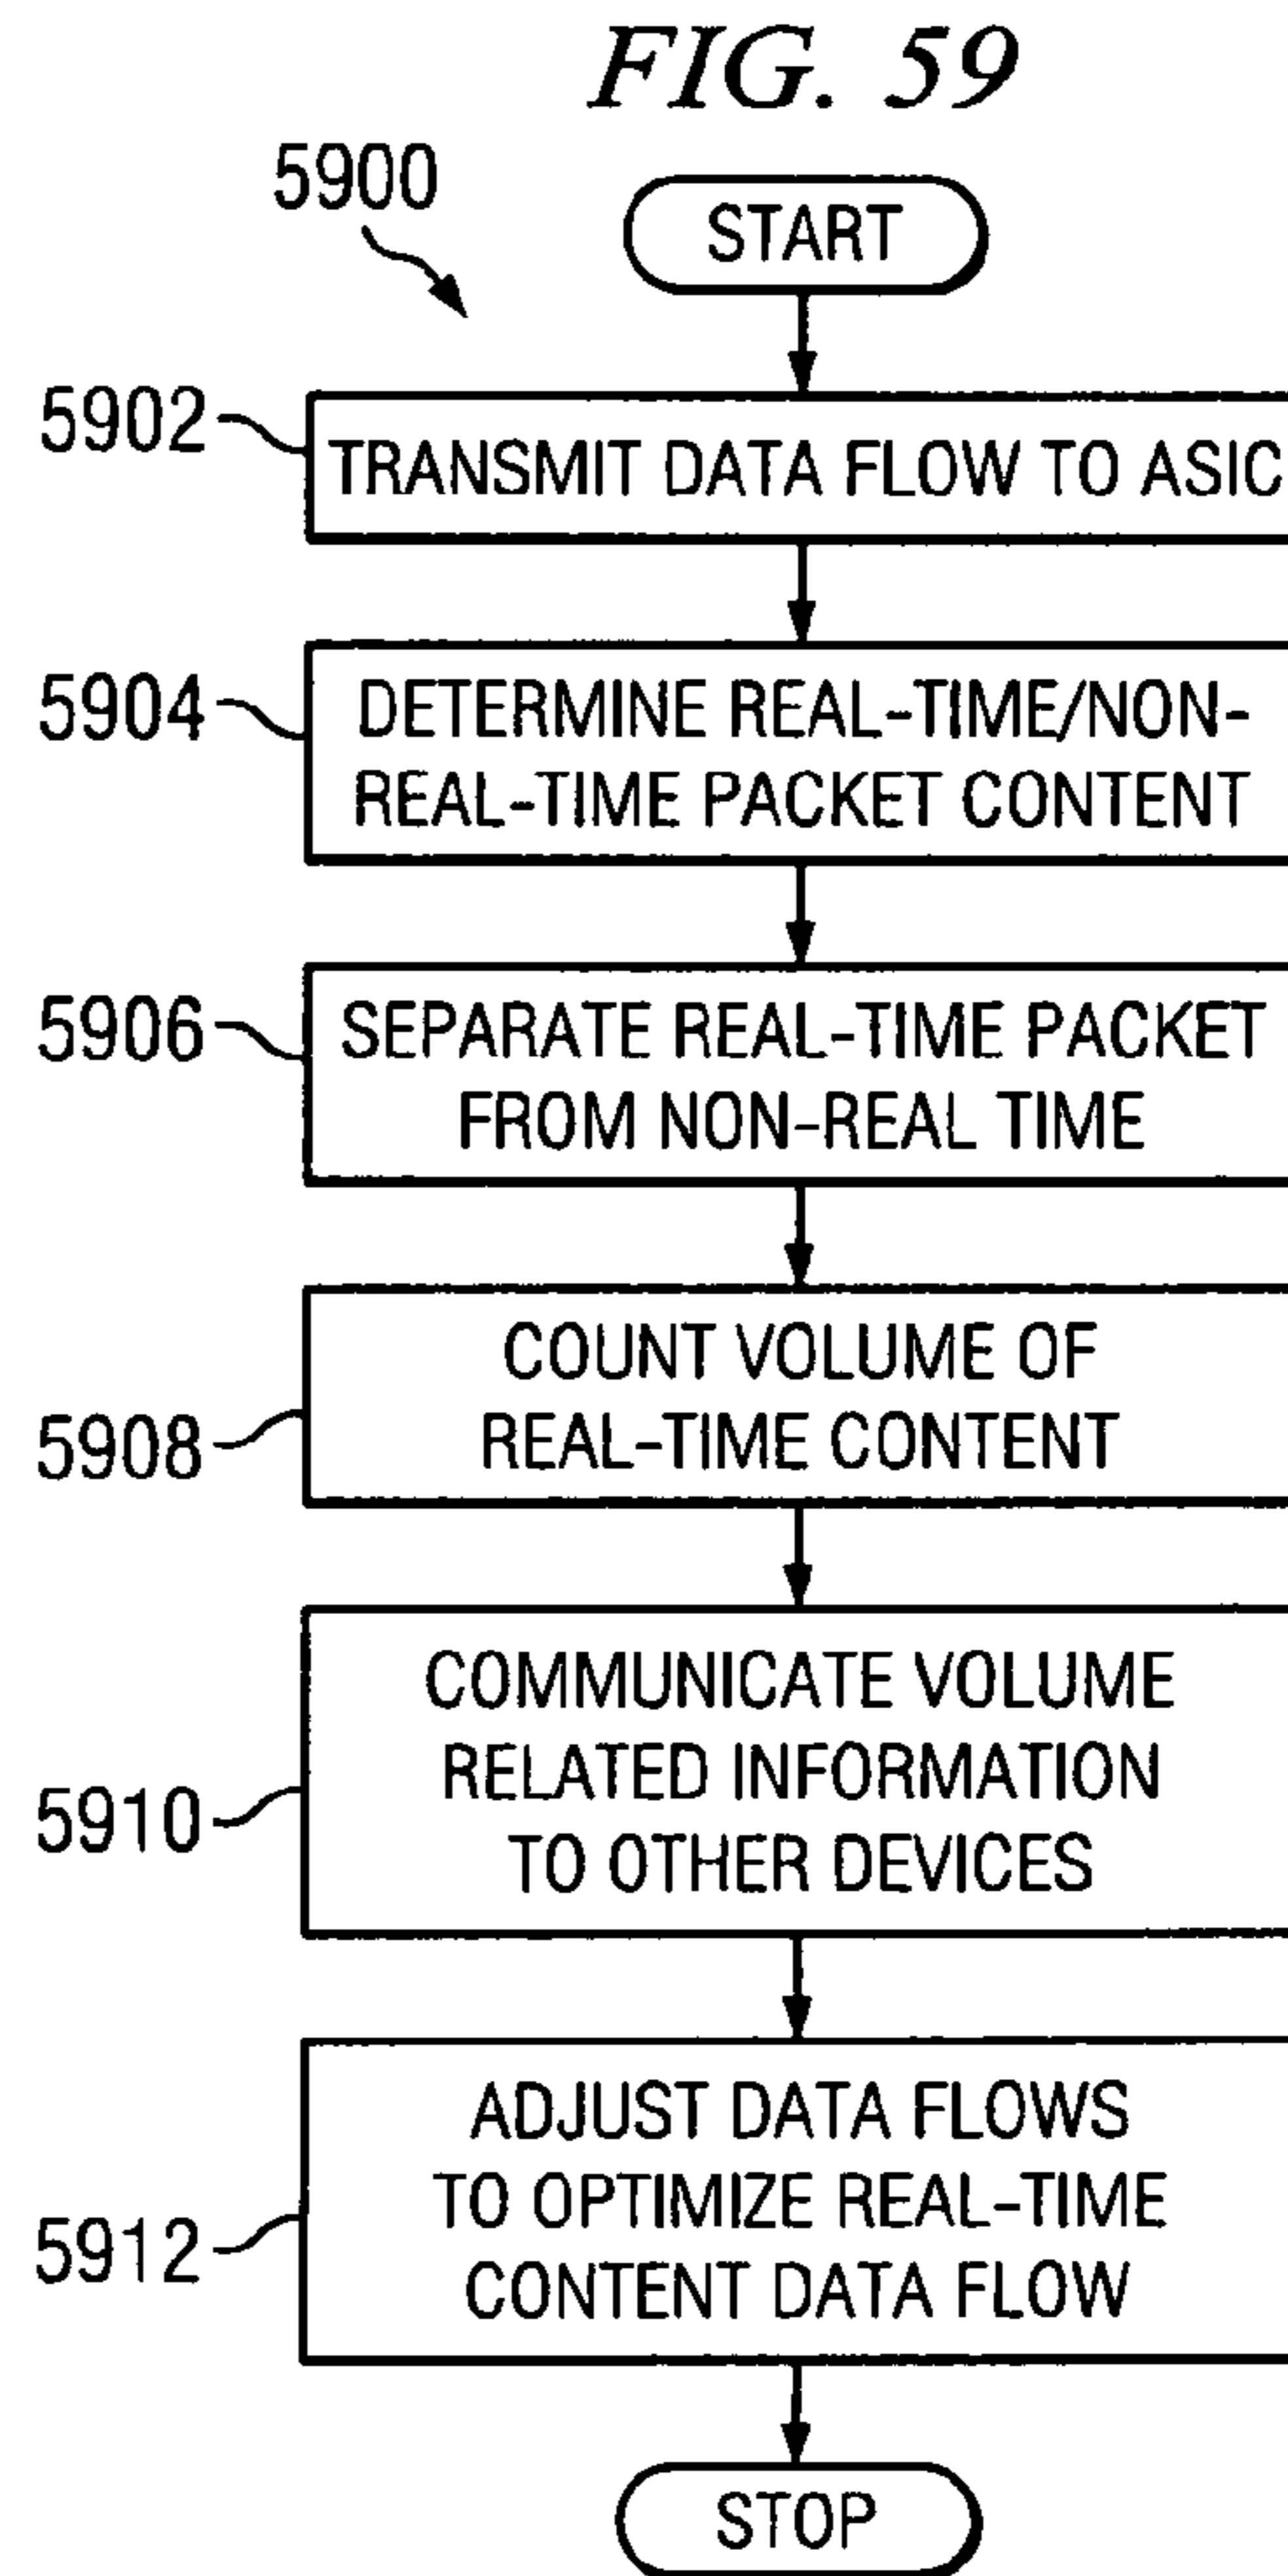 FIG. 59
5900
START
5902
TRANSMIT DATA FLOW TO ASIC
5904
DETERMINE REAL-TIME/NON-
REAL-TIME PACKET CONTENT
5906
SEPARATE REAL-TIME PACKET
FROM NON-REAL TIME
5908
COUNT VOLUME OF
REAL-TIME CONTENT
5910
COMMUNICATE VOLUME
RELATED INFORMATION
TO OTHER DEVICES
5912
ADJUST DATA FLOWS
TO OPTIMIZE REAL-TIME
CONTENT DATA FLOW
STOP